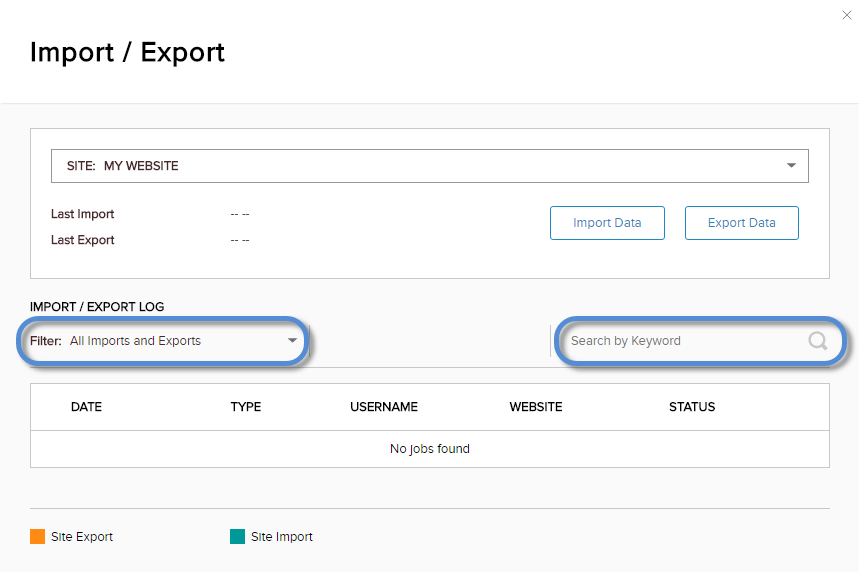 Import / Export
SITE: MY WEBSITE
Last Import -- --
Last Export -- --
Import Data Export Data
IMPORT / EXPORT LOG
Filter: All Imports and Exports Search by Keyword
DATE TYPE USERNAME WEBSITE STATUS
No jobs found
Site Export Site Import